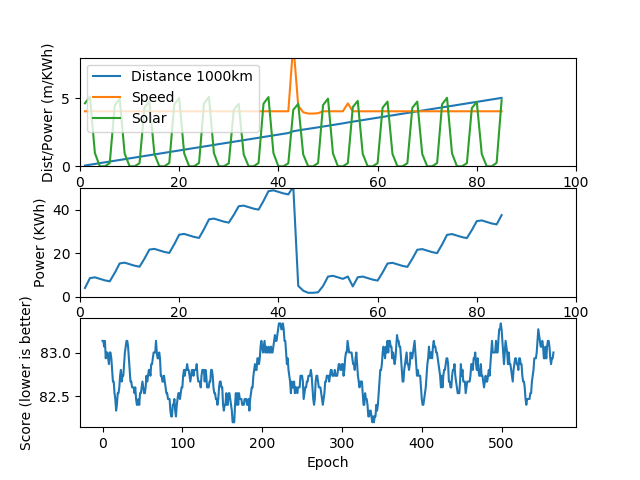 Dist/Power (m/KWh)
5
0
Distance 1000km
Speed
Solar
0 20 40 60 80 100
Power (KWh)
40
20
0
0 20 40 60 80 100
Score (lower is better)
83.0
82.5
0 100 200 300 400 500
Epoch